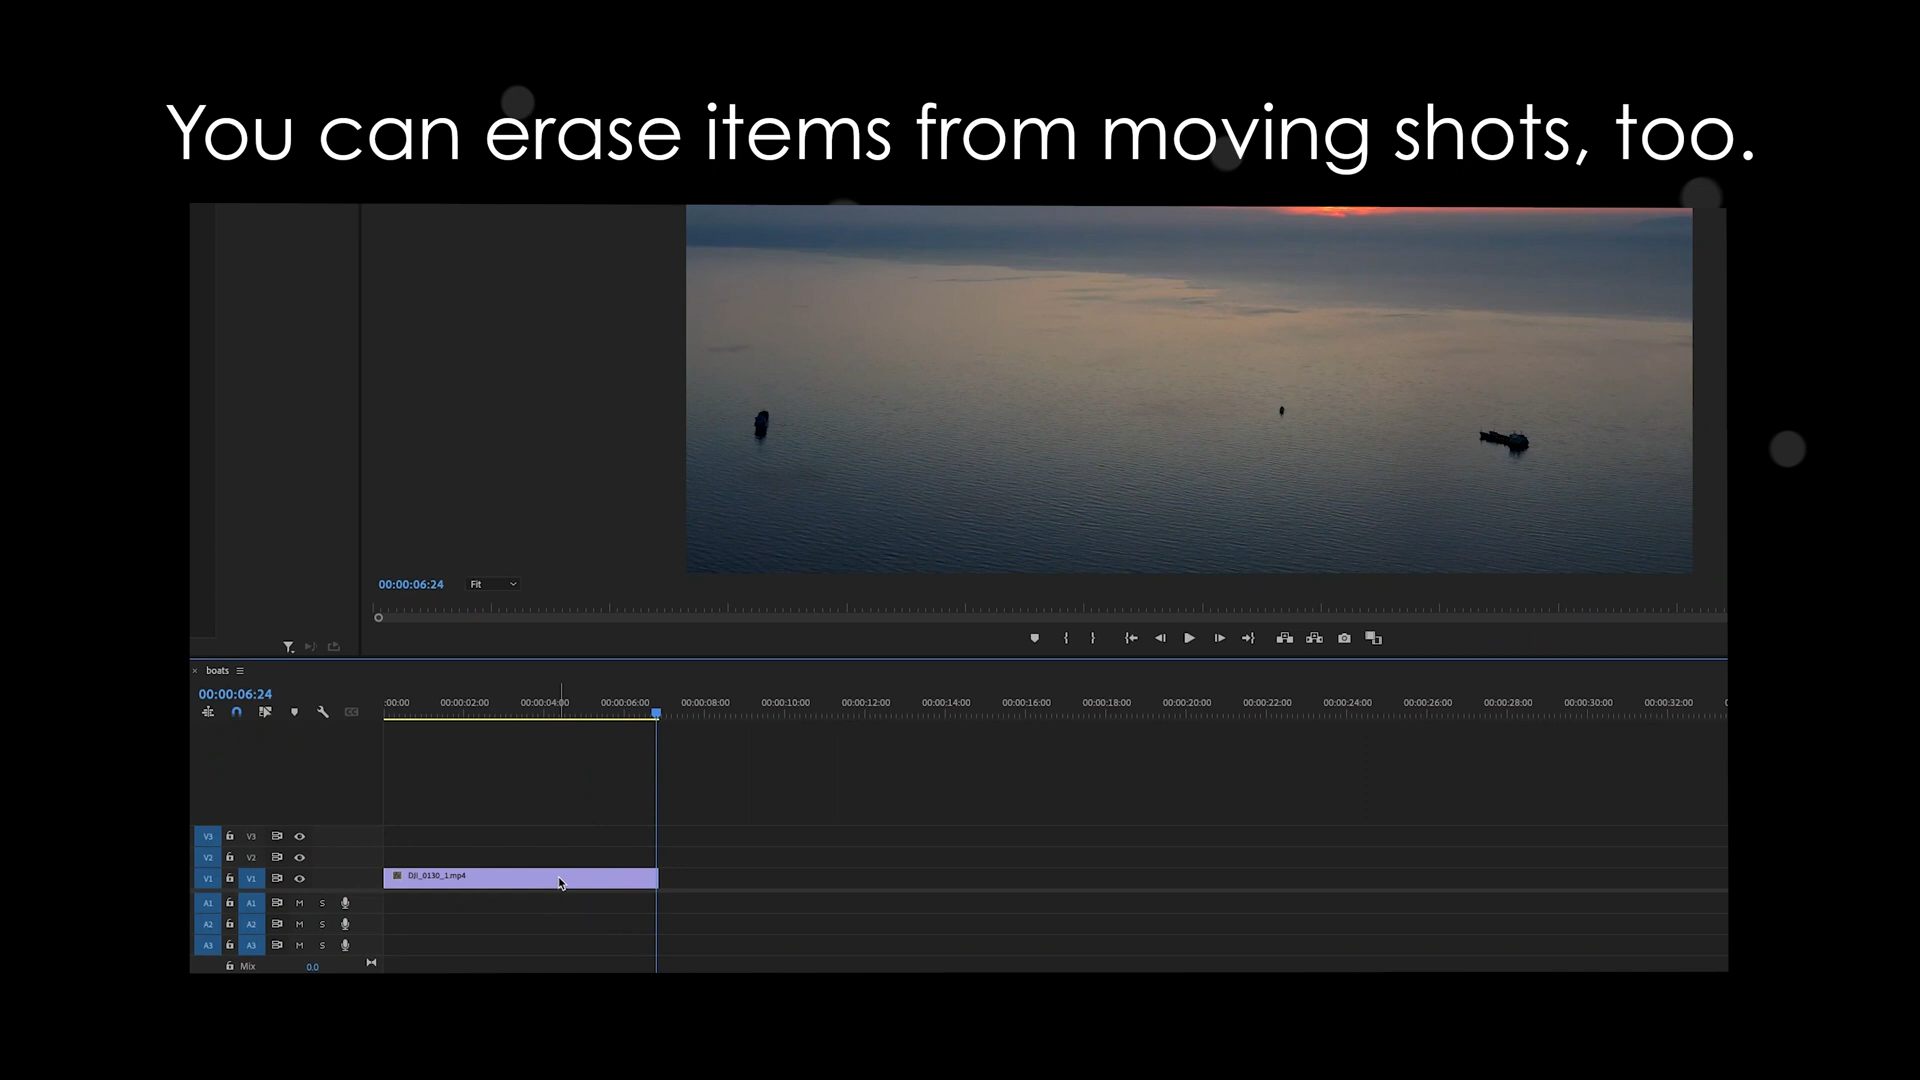 You can erase items from moving shots, too.
00:00:06:24 Fit
boats
00:00:06:24
:00:00 00:00:02:00 00:00:04:00 00:00:06:00 00:00:08:00 00:00:10:00 00:00:12:00 00:00:14:00 00:00:16:00 00:00:18:00 00:00:20:00 00:00:22:00 00:00:24:00 00:00:26:00 00:00:28:00 00:00:30:00 00:00:32:00
V3 V3
V2 V2
V1 V1 DJI_0130_1.mp4
A1 A1 M S
A2 A2 M S
A3 A3 M S
Mix 0.0